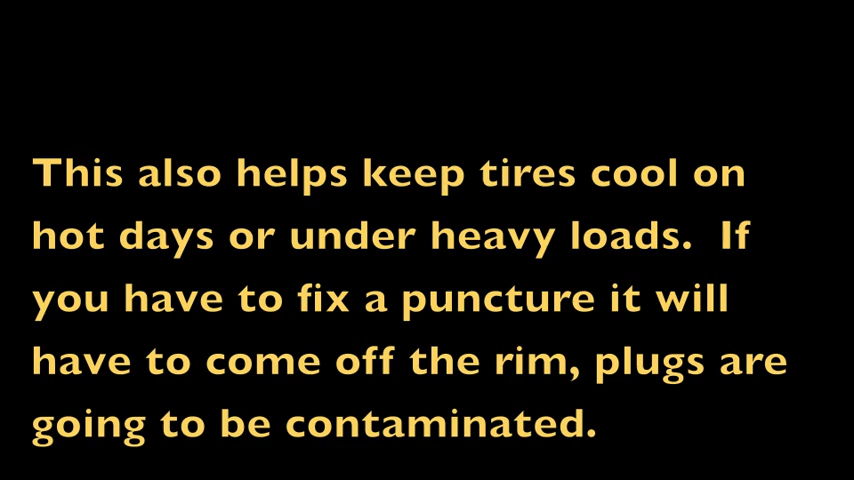 This also helps keep tires cool on
hot days or under heavy loads.  If
you have to fix a puncture it will
have to come off the rim, plugs are
going to be contaminated.